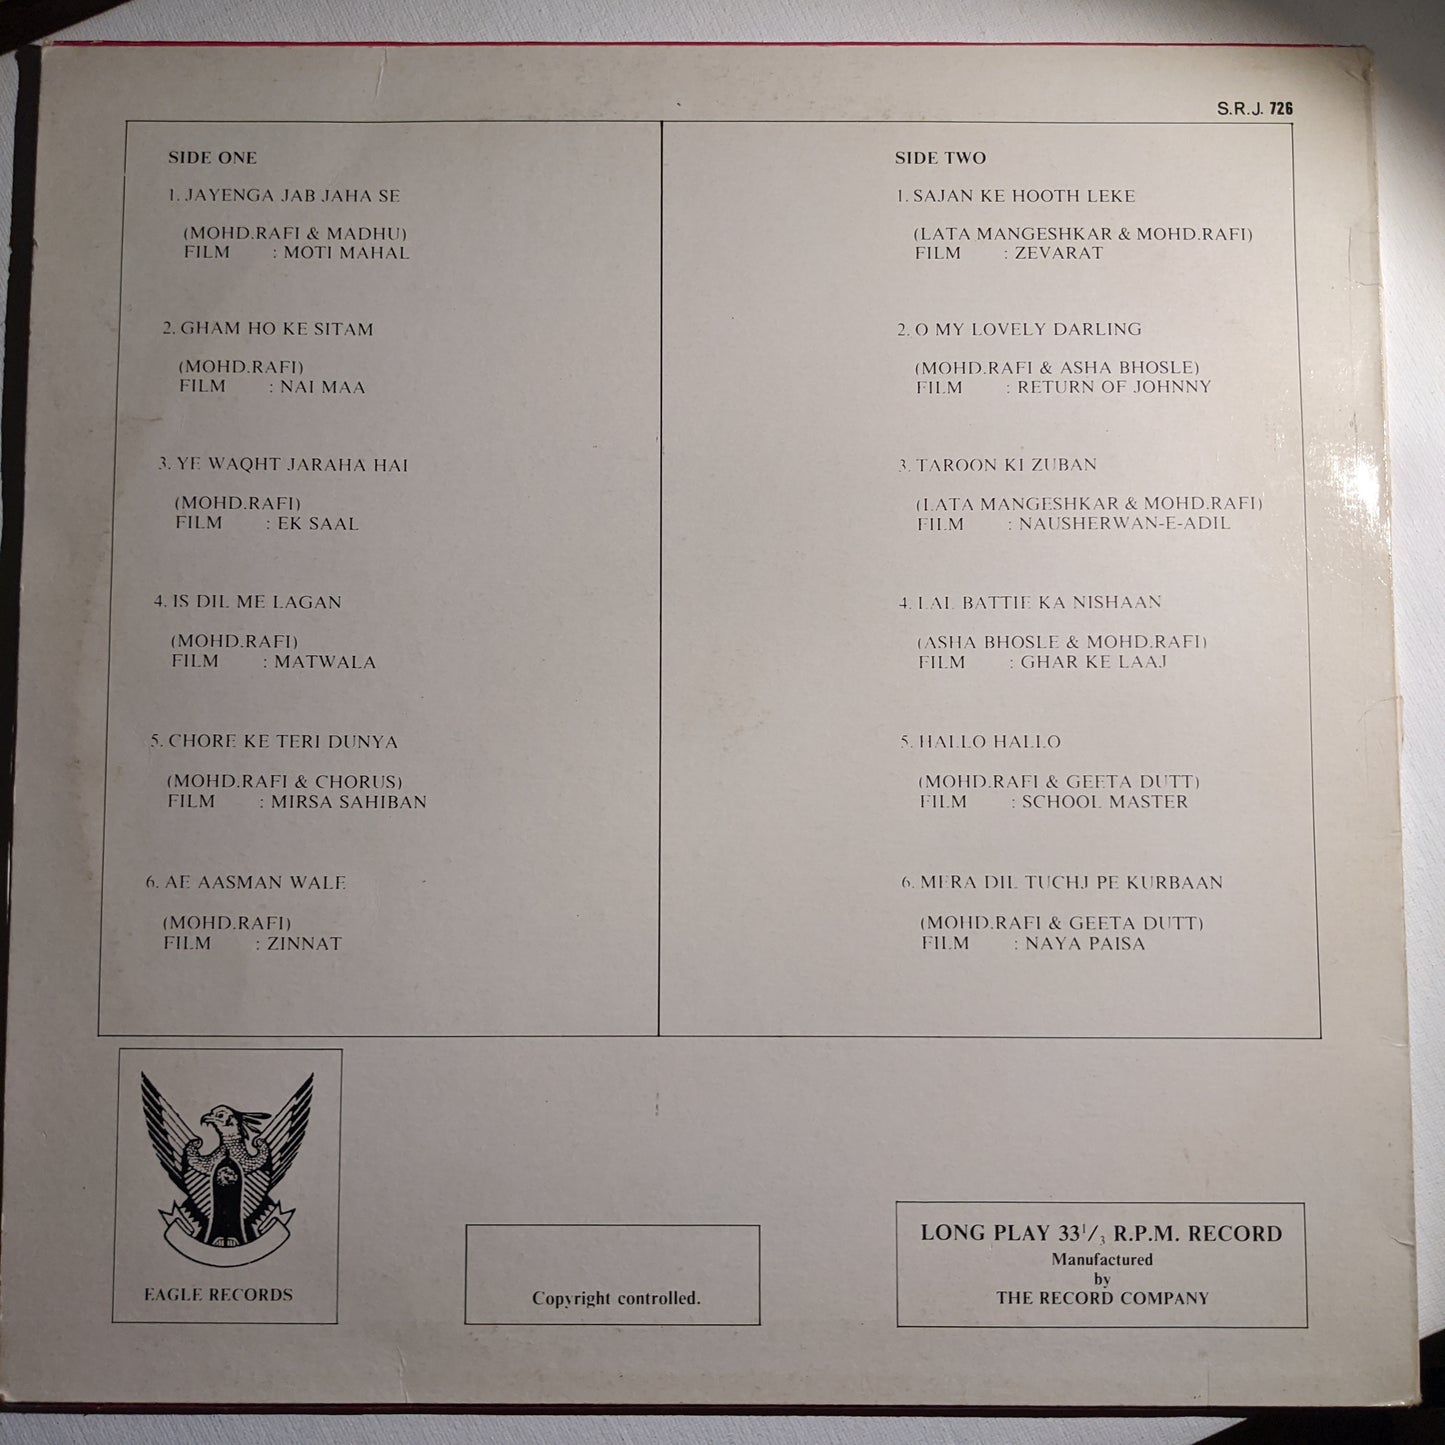 S.R.J. 726
SIDE ONE
1. JAYENGA JAB JAHA SE
(MOHD.RAFI & MADHU)
FILM : MOTI MAHAL
2. GHAM HO KE SITAM
(MOHD.RAFI)
FILM : NAI MAA
3. YE WAQHT JARAHA HAI
(MOHD.RAFI)
FILM : EK SAAL
4. IS DIL ME LAGAN
(MOHD.RAFI)
FILM : MATWALA
5. CHORE KE TERI DUNYA
(MOHD.RAFI & CHORUS)
FILM : MIRSA SAHIBAN
6. AE AASMAN WALE
(MOHD.RAFI)
FILM : ZINNAT
SIDE TWO
1. SAJAN KE HOOTH LEKE
(LATA MANGESHKAR & MOHD.RAFI)
FILM : ZEVARAT
2. O MY LOVELY DARLING
(MOHD.RAFI & ASHA BHOSLE)
FILM : RETURN OF JOHNNY
3. TAROON KI ZUBAN
(LATA MANGESHKAR & MOHD.RAFI)
FILM : NAUSHERWAN-E-ADIL
4. LAL BATTIE KA NISHAAN
(ASHA BHOSLE & MOHD.RAFI)
FILM : GHAR KE LAAJ
5. HALLO HALLO
(MOHD.RAFI & GEETA DUTT)
FILM : SCHOOL MASTER
6. MERA DIL TUCHJ PE KURBAAN
(MOHD.RAFI & GEETA DUTT)
FILM : NAYA PAISA
EAGLE RECORDS
Copyright controlled.
LONG PLAY 33 1/3 R.P.M. RECORD
Manufactured
by
THE RECORD COMPANY